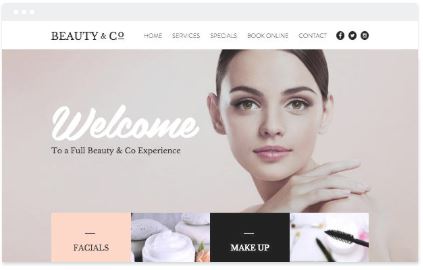 BEAUTY & CO
HOME SERVICES SPECIALS BOOK ONLINE CONTACT
Welcome
To a Full Beauty & Co Experience
FACIALS
MAKE UP